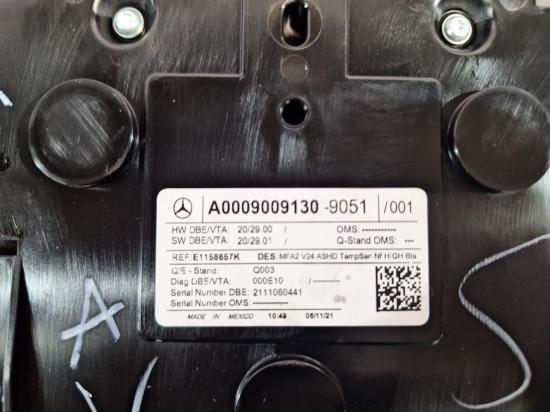 A0009009130 -9051 /001
HW DBE/VTA: 20/29.00 / OMS:-----------
SW DBE/VTA: 20/29.01 / Q-Stand OMS: ---
REF:E1158657K DES:MFA2 V24 ASHD TempSen Nf HIGH Bla
Q/E - Stand: Q003
Diag DBE/VTA: 000E10 / -----------
Serial Number DBE: 2111060441
Serial Number OMS:-----------
MADE IN MEXICO 10:49 06/11/21
A